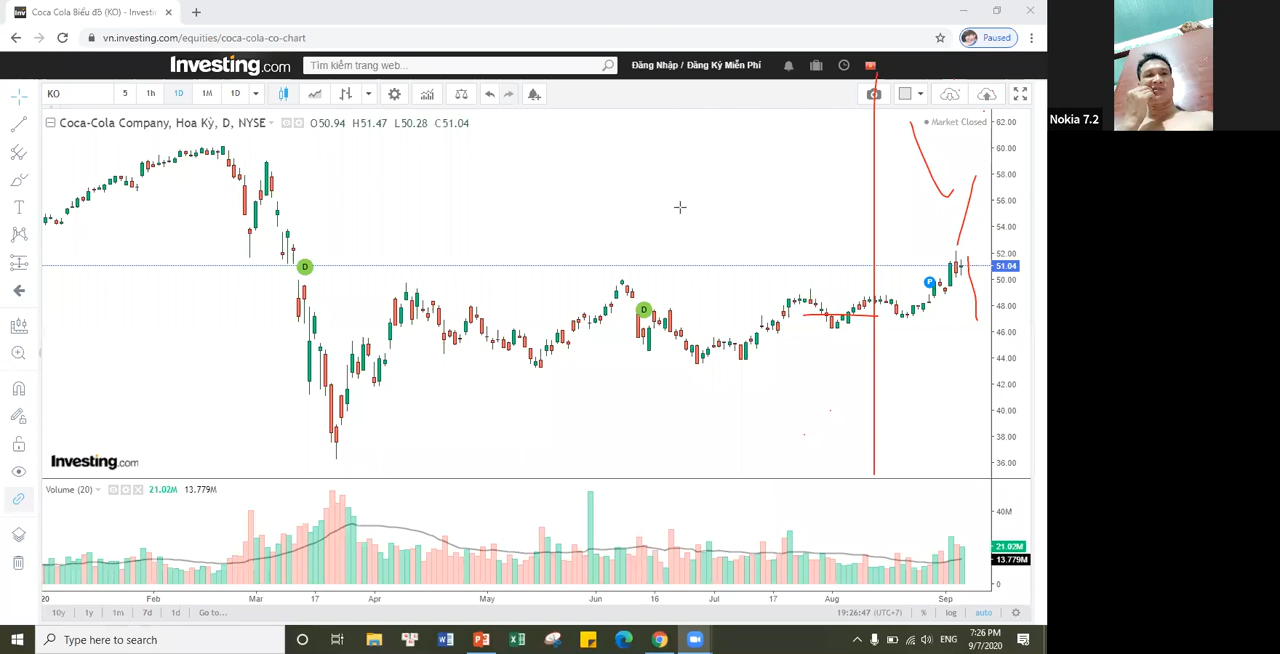 Coca Cola Biểu đồ (KO) - Investin
vn.investing.com/equities/coca-cola-co-chart
Paused
Investing.com
Tìm kiếm trang web...
Đăng Nhập / Đăng Ký Miễn Phí
KO
5
1h
1D
1M
1D
Coca-Cola Company, Hoa Kỳ, D, NYSE
O50.94 H51.47 L50.28 C51.04
Market Closed
62.00
60.00
58.00
56.00
54.00
52.00
51.04
50.00
48.00
46.00
44.00
42.00
40.00
38.00
36.00
D
D
P
Investing.com
Volume (20)
21.02M
13.779M
40M
21.02M
13.779M
0
20
Feb
Mar
17
Apr
May
Jun
16
Jul
17
Aug
Sep
10y
1y
1m
7d
1d
Go to...
19:26:47 (UTC+7)
%
log
auto
Type here to search
ENG
7:26 PM
9/7/2020
Nokia 7.2